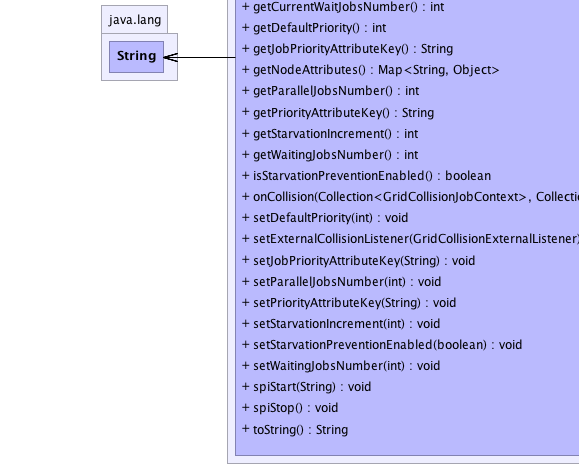 java.lang
String
+ getCurrentWaitJobsNumber() : int
+ getDefaultPriority() : int
+ getJobPriorityAttributeKey() : String
+ getNodeAttributes() : Map<String, Object>
+ getParallelJobsNumber() : int
+ getPriorityAttributeKey() : String
+ getStarvationIncrement() : int
+ getWaitingJobsNumber() : int
+ isStarvationPreventionEnabled() : boolean
+ onCollision(Collection<GridCollisionJobContext>, Collectio
+ setDefaultPriority(int) : void
+ setExternalCollisionListener(GridCollisionExternalListener)
+ setJobPriorityAttributeKey(String) : void
+ setParallelJobsNumber(int) : void
+ setPriorityAttributeKey(String) : void
+ setStarvationIncrement(int) : void
+ setStarvationPreventionEnabled(boolean) : void
+ setWaitingJobsNumber(int) : void
+ spiStart(String) : void
+ spiStop() : void
+ toString() : String